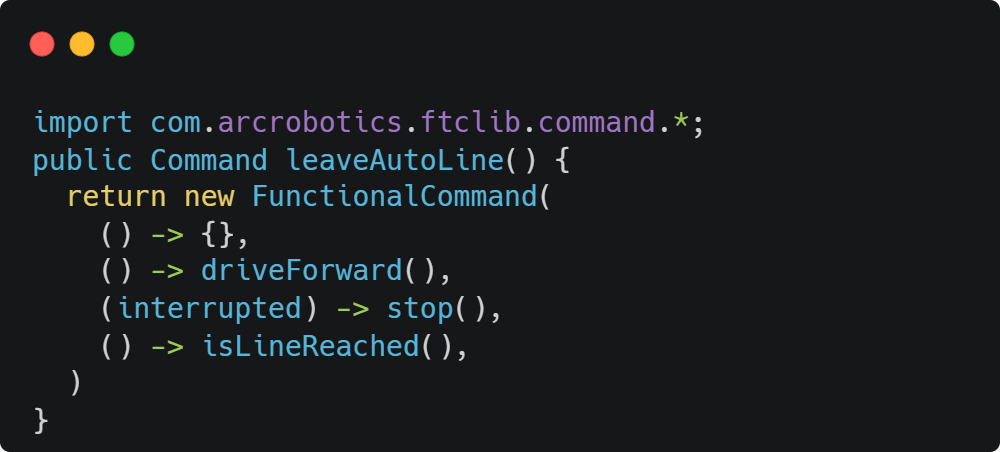 import com.arcrobotics.ftclib.command.*;
public Command leaveAutoLine() {
  return new FunctionalCommand(
    () -> {},
    () -> driveForward(),
    (interrupted) -> stop(),
    () -> isLineReached(),
  )
}